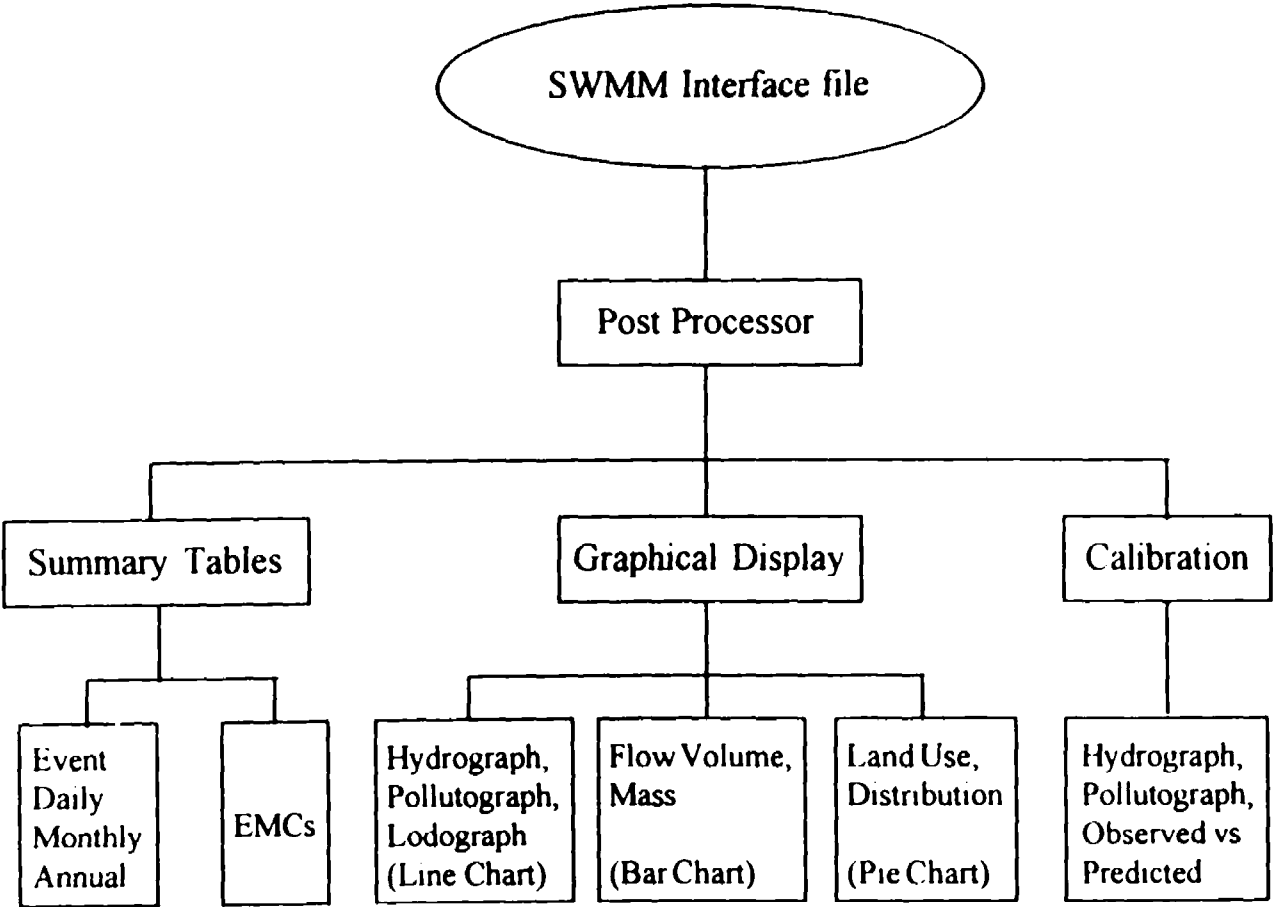 SWMM Interface file
Post Processor
Summary Tables
Graphical Display
Calibration
Event
Daily
Monthly
Annual
EMCs
Hydrograph,
Pollutograph,
Lodograph
(Line Chart)
Flow Volume,
Mass
(Bar Chart)
Land Use,
Distribution
(Pie Chart)
Hydrograph,
Pollutograph,
Observed vs
Predicted